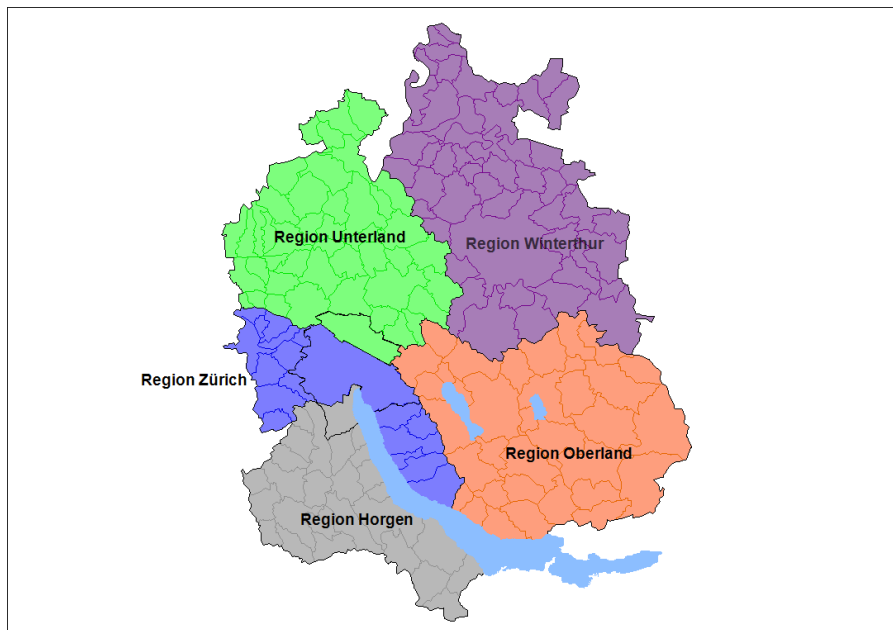 Region Unterland
Region Winterthur
Region Zürich
Region Oberland
Region Horgen